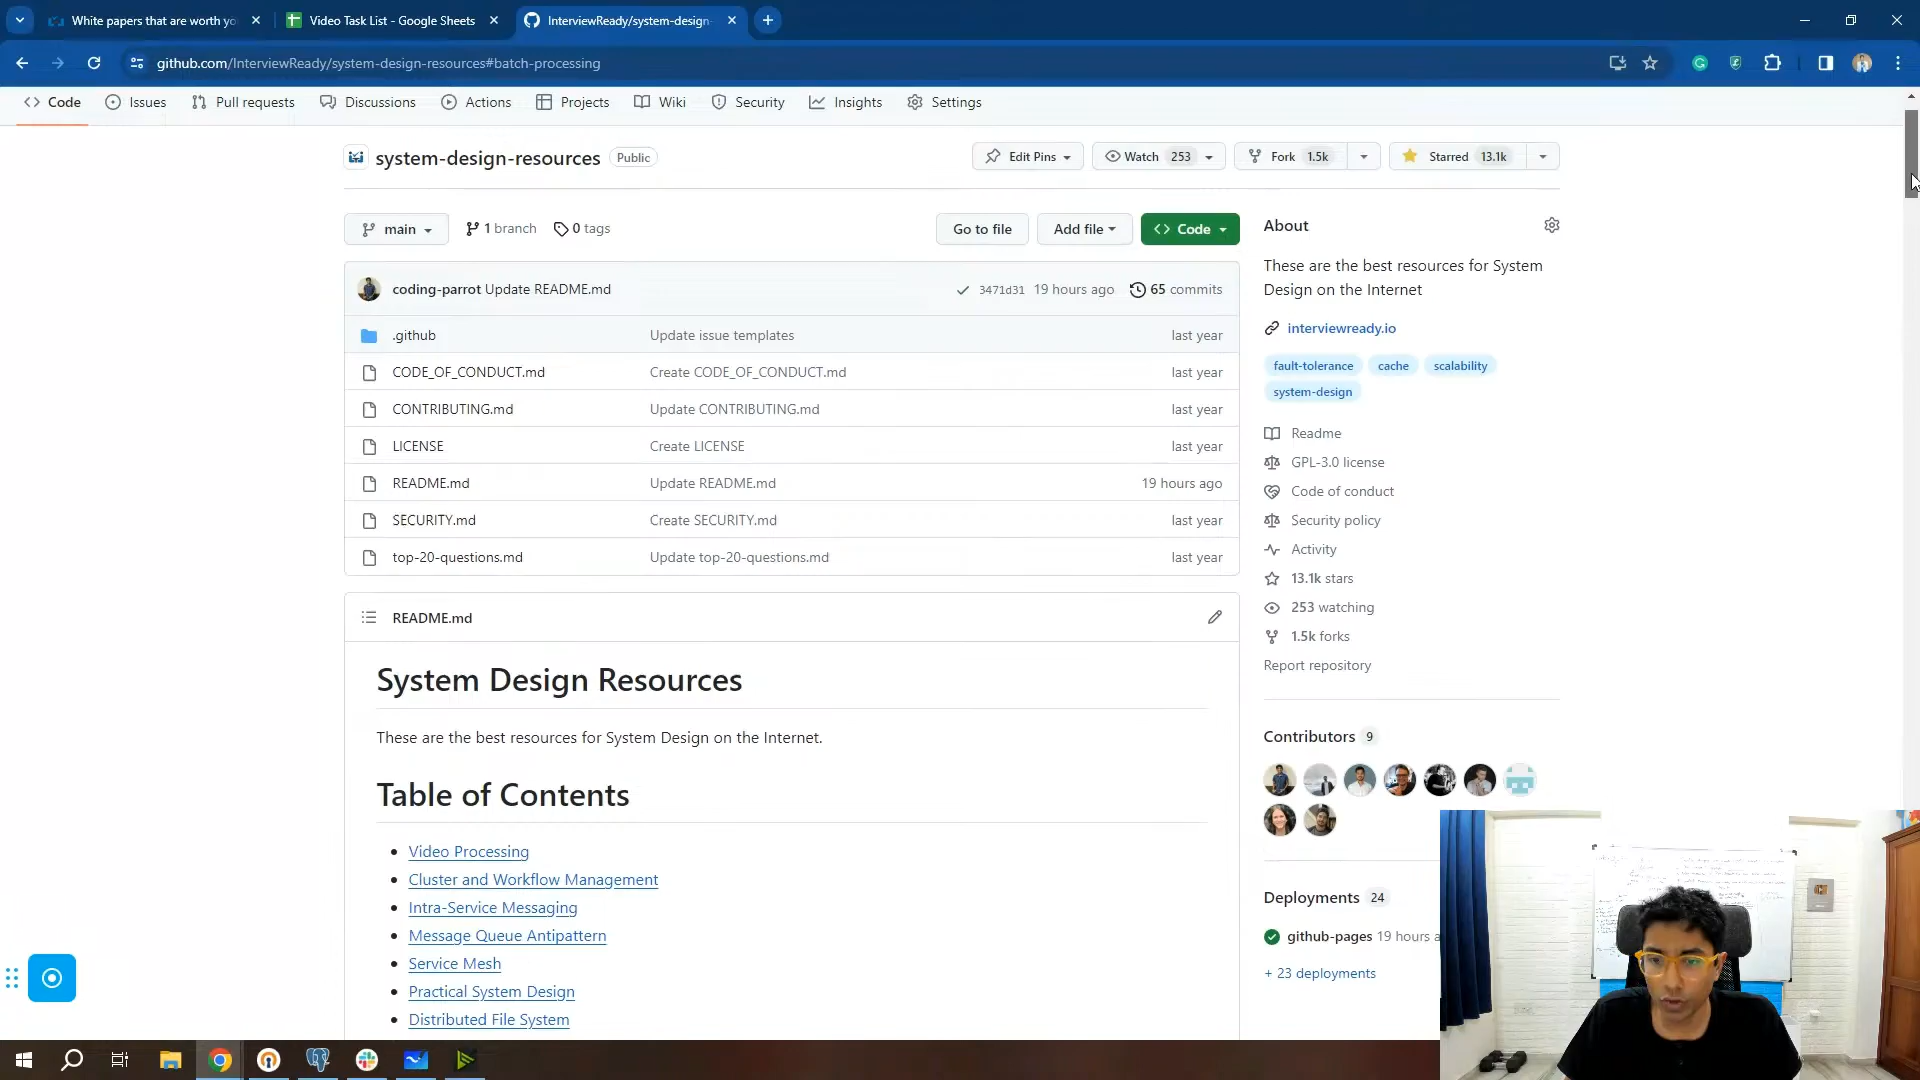 White papers that are worth yo
Video Task List - Google Sheets
InterviewReady/system-design-
github.com/InterviewReady/system-design-resources#batch-processing
Code
Issues
Pull requests
Discussions
Actions
Projects
Wiki
Security
Insights
Settings
system-design-resources
Public
Edit Pins
Watch 253
Fork 1.5k
Starred 13.1k
main
1 branch
0 tags
Go to file
Add file
Code
coding-parrot Update README.md
3471d31 19 hours ago
65 commits
.github Update issue templates last year
CODE_OF_CONDUCT.md Create CODE_OF_CONDUCT.md last year
CONTRIBUTING.md Update CONTRIBUTING.md last year
LICENSE Create LICENSE last year
README.md Update README.md 19 hours ago
SECURITY.md Create SECURITY.md last year
top-20-questions.md Update top-20-questions.md last year
README.md
System Design Resources
These are the best resources for System Design on the Internet.
Table of Contents
Video Processing
Cluster and Workflow Management
Intra-Service Messaging
Message Queue Antipattern
Service Mesh
Practical System Design
Distributed File System
About
These are the best resources for System
Design on the Internet
interviewready.io
fault-tolerance cache scalability
system-design
Readme
GPL-3.0 license
Code of conduct
Security policy
Activity
13.1k stars
253 watching
1.5k forks
Report repository
Contributors 9
Deployments 24
github-pages 19 hours a
+ 23 deployments